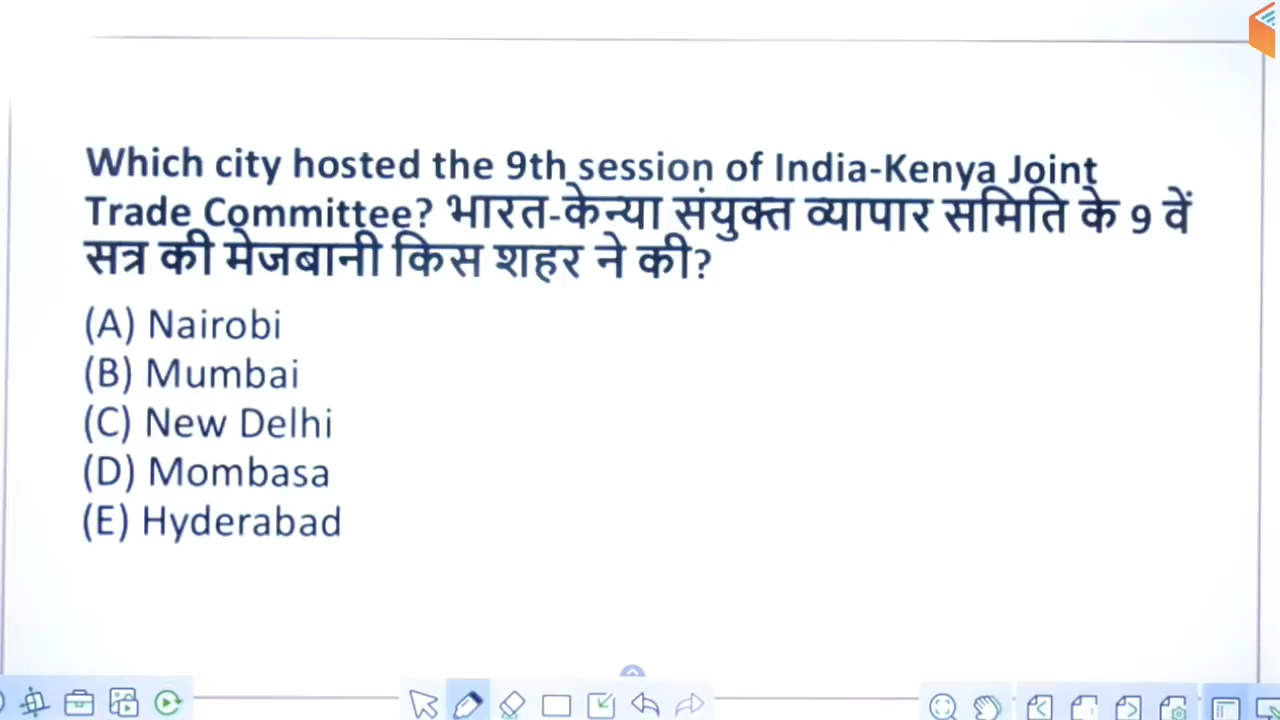 Which city hosted the 9th session of India-Kenya Joint
Trade Committee? भारत-केन्या संयुक्त व्यापार समिति के 9 वें
सत्र की मेजबानी किस शहर ने की?
(A) Nairobi
(B) Mumbai
(C) New Delhi
(D) Mombasa
(E) Hyderabad